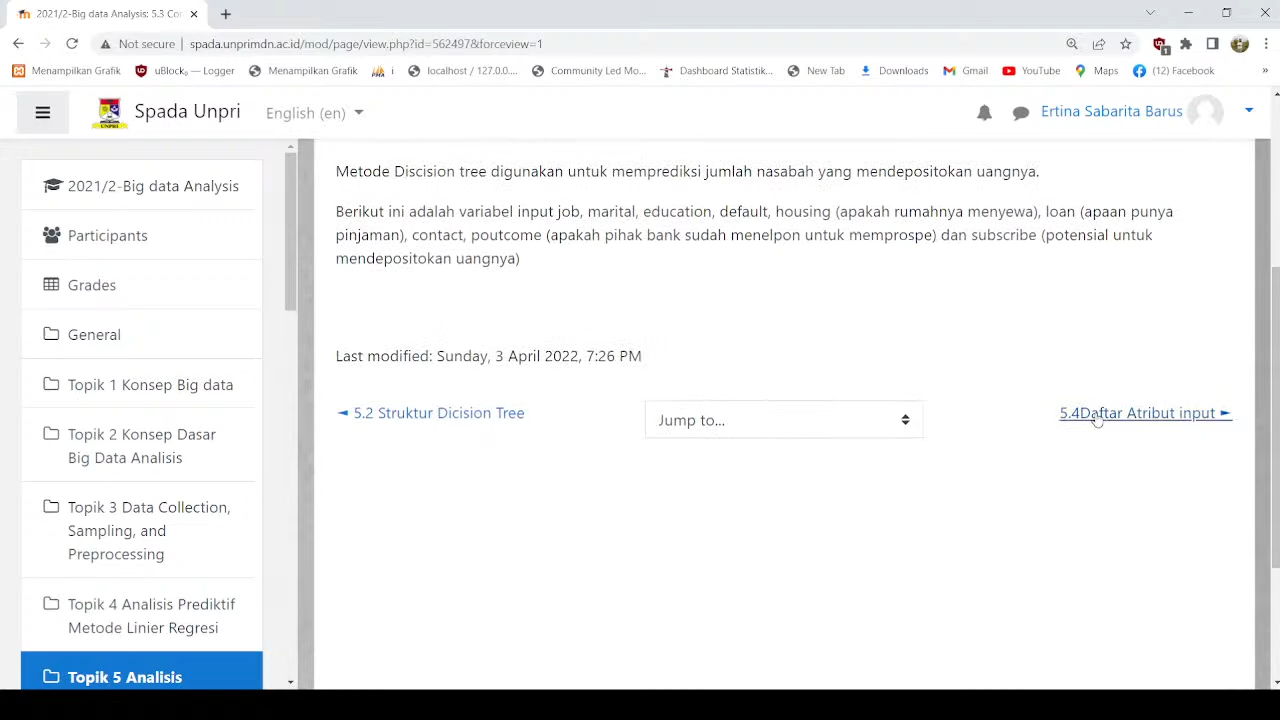 2021/2-Big data Analysis: 5.3 Co
Not secure
spada.unprimdn.ac.id/mod/page/view.php?id=562497&forceview=1
1
Menampilkan Grafik
uBlock₀ — Logger
Menampilkan Grafik
i
localhost / 127.0.0....
Community Led Mo...
Dashboard Statistik...
New Tab
Downloads
Gmail
YouTube
Maps
(12) Facebook
»
Spada Unpri
English (en)
Ertina Sabarita Barus
2021/2-Big data Analysis
Participants
Grades
General
Topik 1 Konsep Big data
Topik 2 Konsep Dasar
Big Data Analisis
Topik 3 Data Collection,
Sampling, and
Preprocessing
Topik 4 Analisis Prediktif
Metode Linier Regresi
Topik 5 Analisis
Metode Discision tree digunakan untuk memprediksi jumlah nasabah yang mendepositokan uangnya.
Berikut ini adalah variabel input job, marital, education, default, housing (apakah rumahnya menyewa), loan (apaan punya
pinjaman), contact, poutcome (apakah pihak bank sudah menelpon untuk memprospe) dan subscribe (potensial untuk
mendepositokan uangnya)
Last modified: Sunday, 3 April 2022, 7:26 PM
◄ 5.2 Struktur Dicision Tree
Jump to...
5.4Daftar Atribut input ►